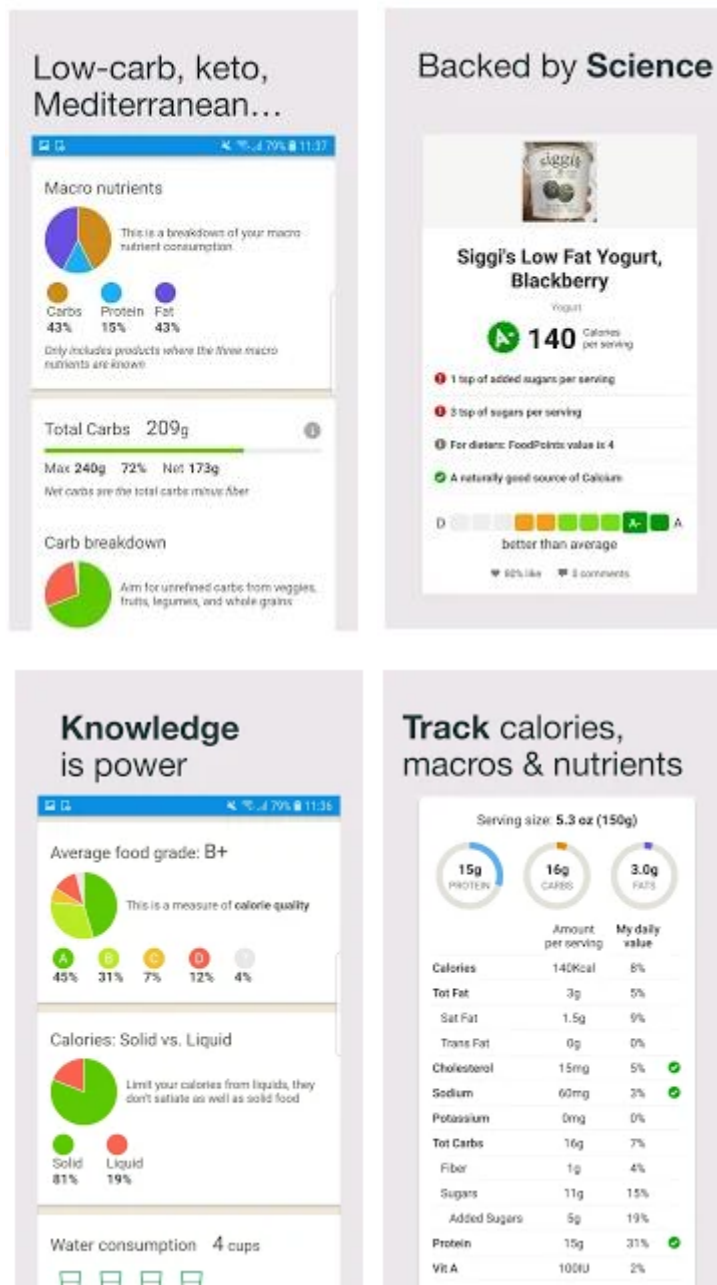 Low-carb, keto,
Mediterranean...
79% 11:37
Macro nutrients
This is a breakdown of your macro
nutrient consumption
Carbs Protein Fat
43% 15% 43%
Only includes products where the three macro
nutrients are known
Total Carbs 209g
Max 240g 72% Net 173g
Net carbs are the total carbs minus fiber
Carb breakdown
Aim for unrefined carbs from veggies,
fruits, legumes, and whole grains
Backed by Science
siggi's
Siggi's Low Fat Yogurt,
Blackberry
Yogurt
A- 140 Calories
per serving
1 tsp of added sugars per serving
3 tsp of sugars per serving
For dieters: FoodPoints value is 4
A naturally good source of Calcium
D A- A
better than average
like comments
Knowledge
is power
79% 11:36
Average food grade: B+
This is a measure of calorie quality
A B C D
45% 31% 7% 12% 4%
Calories: Solid vs. Liquid
Limit your calories from liquids, they
don't satiate as well as solid food
Solid Liquid
81% 19%
Water consumption 4 cups
Track calories,
macros & nutrients
Serving size: 5.3 oz (150g)
15g 16g 3.0g
PROTEIN CARBS FATS
Amount My daily
per serving value
Calories 140Kcal 8%
Tot Fat 3g 5%
Sat Fat 1.5g 9%
Trans Fat 0g 0%
Cholesterol 15mg 5%
Sodium 60mg 3%
Potassium 0mg 0%
Tot Carbs 16g 7%
Fiber 1g 4%
Sugars 11g 15%
Added Sugars 5g 19%
Protein 15g 31%
Vit A 100IU 2%